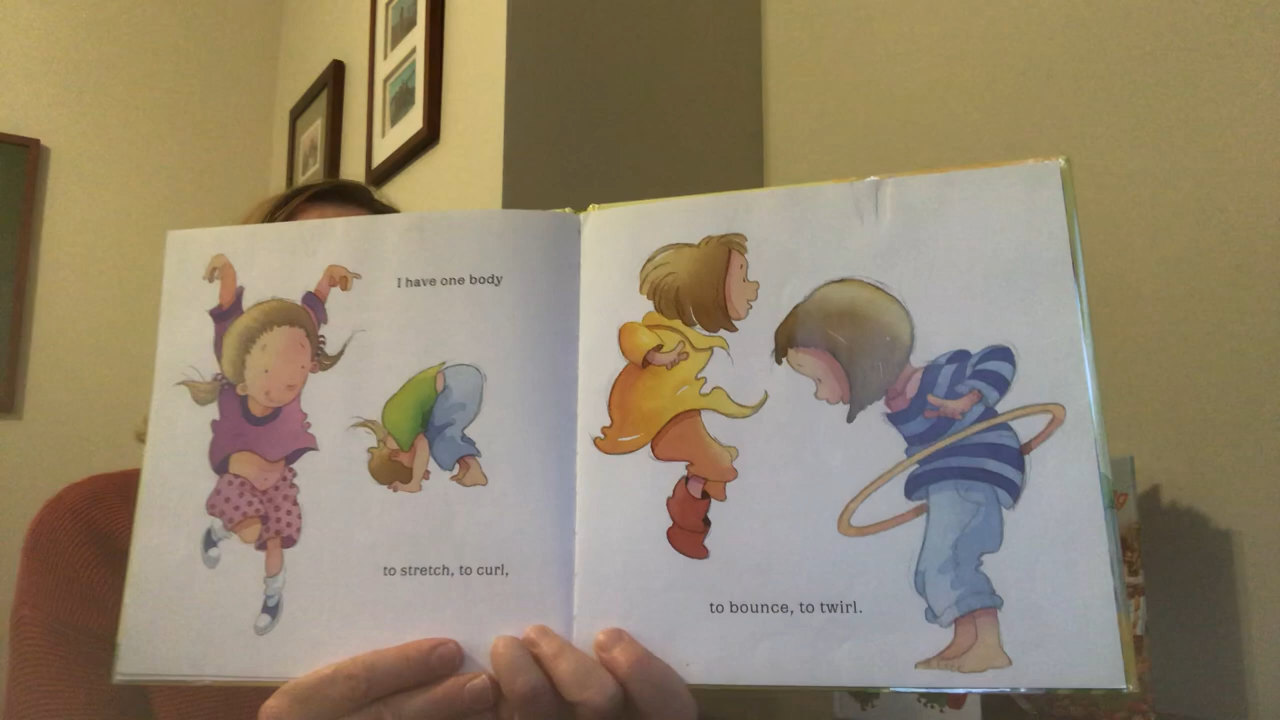 I have one body
to stretch, to curl,
to bounce, to twirl.